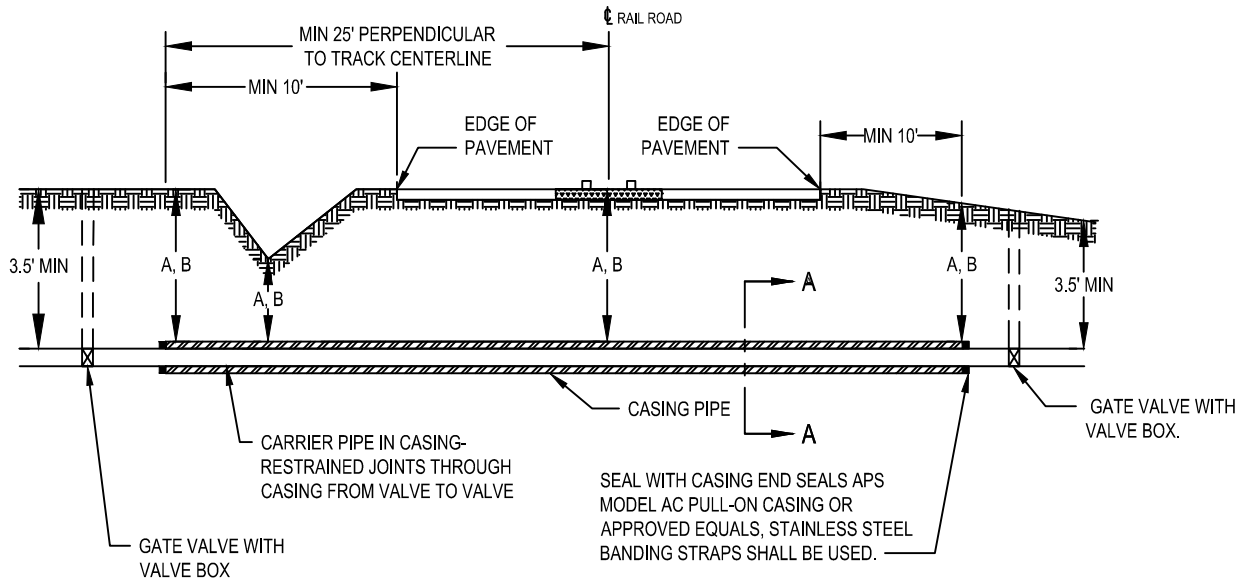 ℄ RAIL ROAD
MIN 25' PERPENDICULAR
TO TRACK CENTERLINE
MIN 10'
EDGE OF
PAVEMENT
EDGE OF
PAVEMENT
MIN 10'
3.5' MIN
A, B
A, B
A, B
A, B
3.5' MIN
A
A
CASING PIPE
CARRIER PIPE IN CASING-
RESTRAINED JOINTS THROUGH
CASING FROM VALVE TO VALVE
GATE VALVE WITH
VALVE BOX
SEAL WITH CASING END SEALS APS
MODEL AC PULL-ON CASING OR
APPROVED EQUALS, STAINLESS STEEL
BANDING STRAPS SHALL BE USED.
GATE VALVE WITH
VALVE BOX.